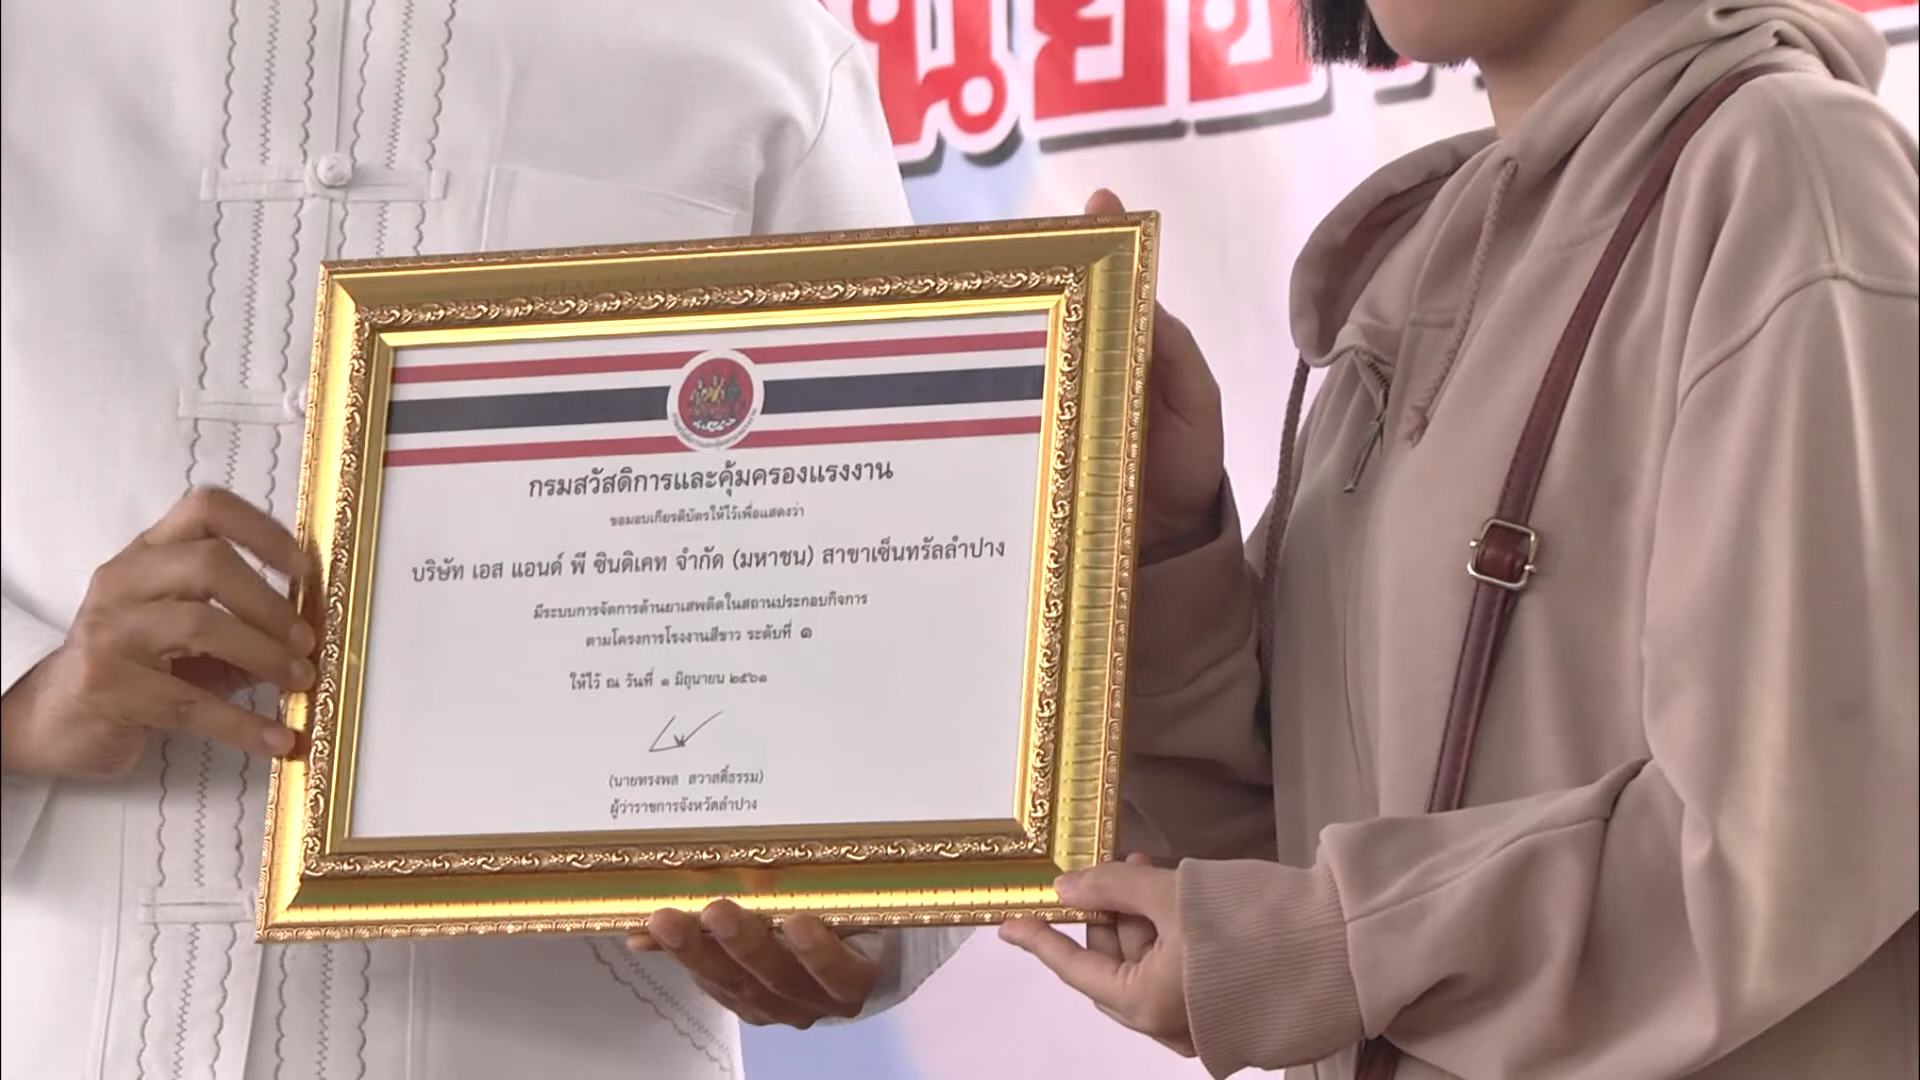 กรมสวัสดิการและคุ้มครองแรงงาน
ขอมอบเกียรติบัตรให้ไว้เพื่อแสดงว่า
บริษัท เอส แอนด์ พี ซินดิเคท จำกัด (มหาชน) สาขาเซ็นทรัลลำปาง
มีระบบการจัดการด้านยาเสพติดในสถานประกอบกิจการ
ตามโครงการโรงงานสีขาว ระดับที่ ๑
ให้ไว้ ณ วันที่ ๑ มิถุนายน ๒๕๖๑
(นายทรงพล สวาสดิ์ธรรม)
ผู้ว่าราชการจังหวัดลำปาง